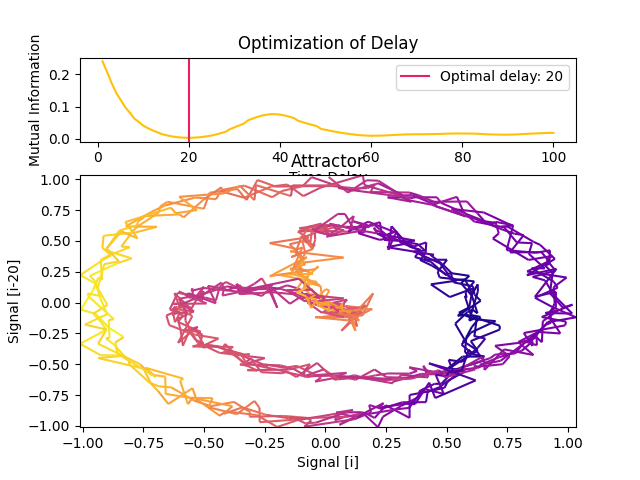 Optimization of Delay
Mutual Information
0.2
0.1
0.0
Optimal delay: 20
0 20 40 60 80 100
Attractor
Signal [i-20]
1.00
0.75
0.50
0.25
0.00
−0.25
−0.50
−0.75
−1.00
−1.00 −0.75 −0.50 −0.25 0.00 0.25 0.50 0.75 1.00
Signal [i]